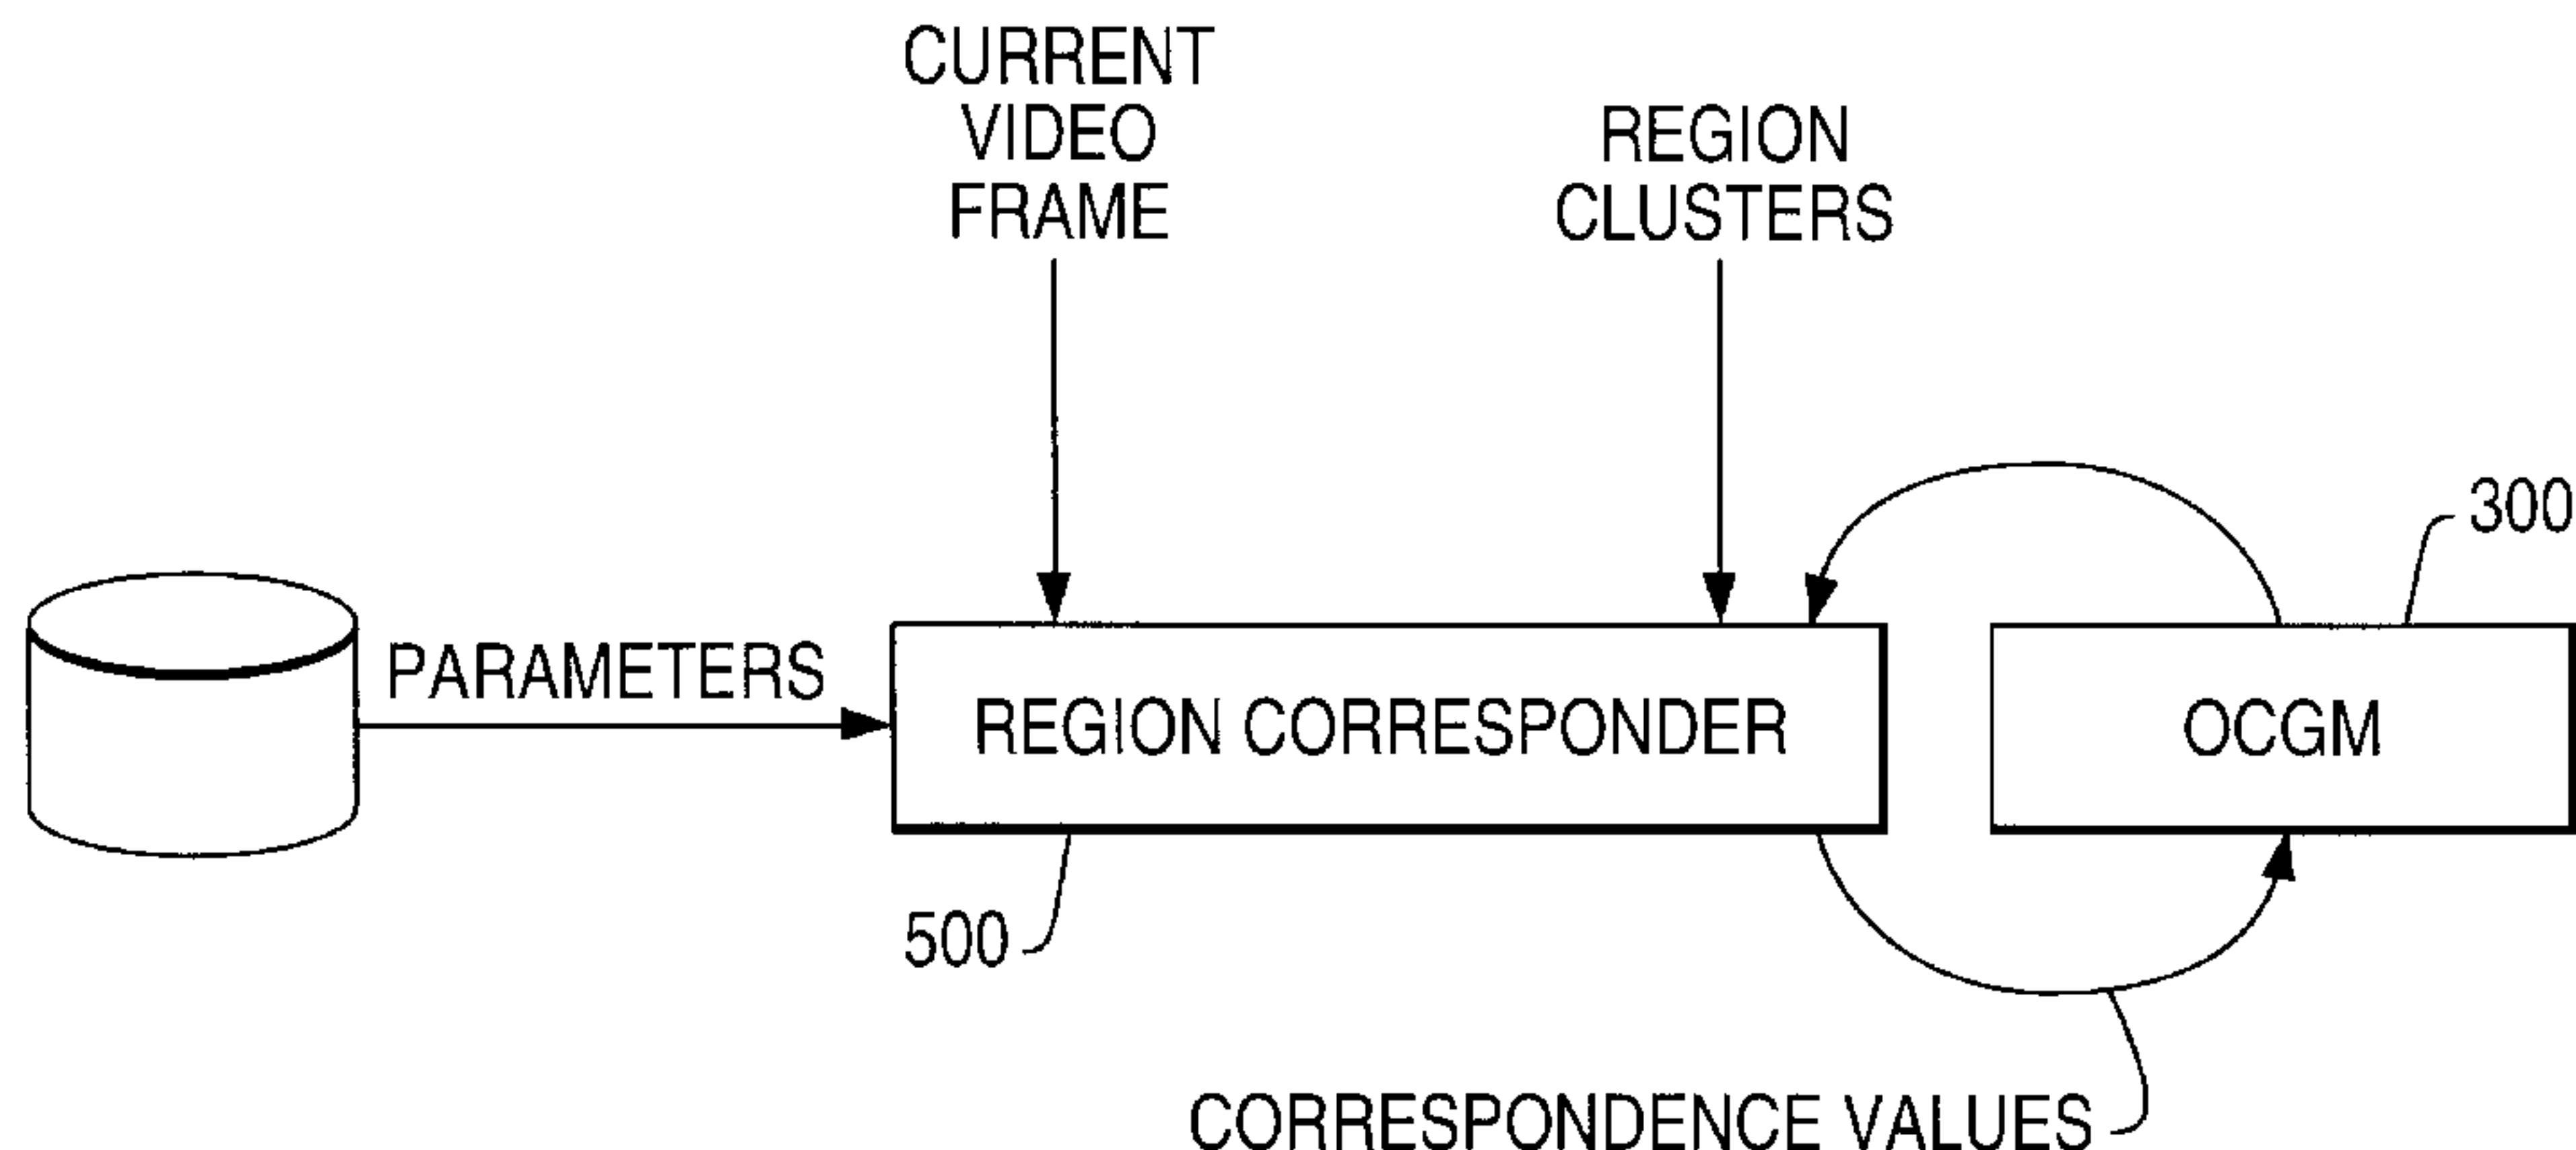 CURRENT
VIDEO
FRAME
REGION
CLUSTERS
300
PARAMETERS
REGION CORRESPONDER
OCGM
500
CORRESPONDENCE VALUES